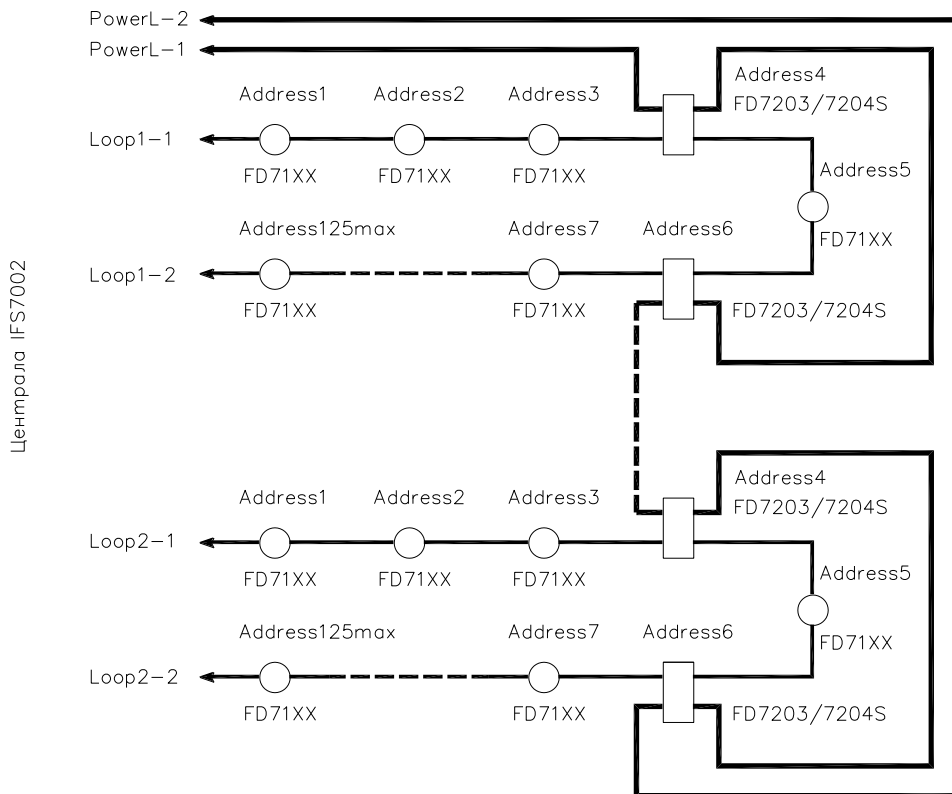 PowerL-2
PowerL-1
Address4
Address1 Address2 Address3 FD7203/7204S
Loop1-1
Address5
FD71XX FD71XX FD71XX
Address125max Address7 Address6
FD71XX
Loop1-2
FD71XX FD71XX FD7203/7204S
Централа IFS7002
Address4
Address1 Address2 Address3 FD7203/7204S
Loop2-1
Address5
FD71XX FD71XX FD71XX
Address125max Address7 Address6
FD71XX
Loop2-2
FD71XX FD71XX FD7203/7204S